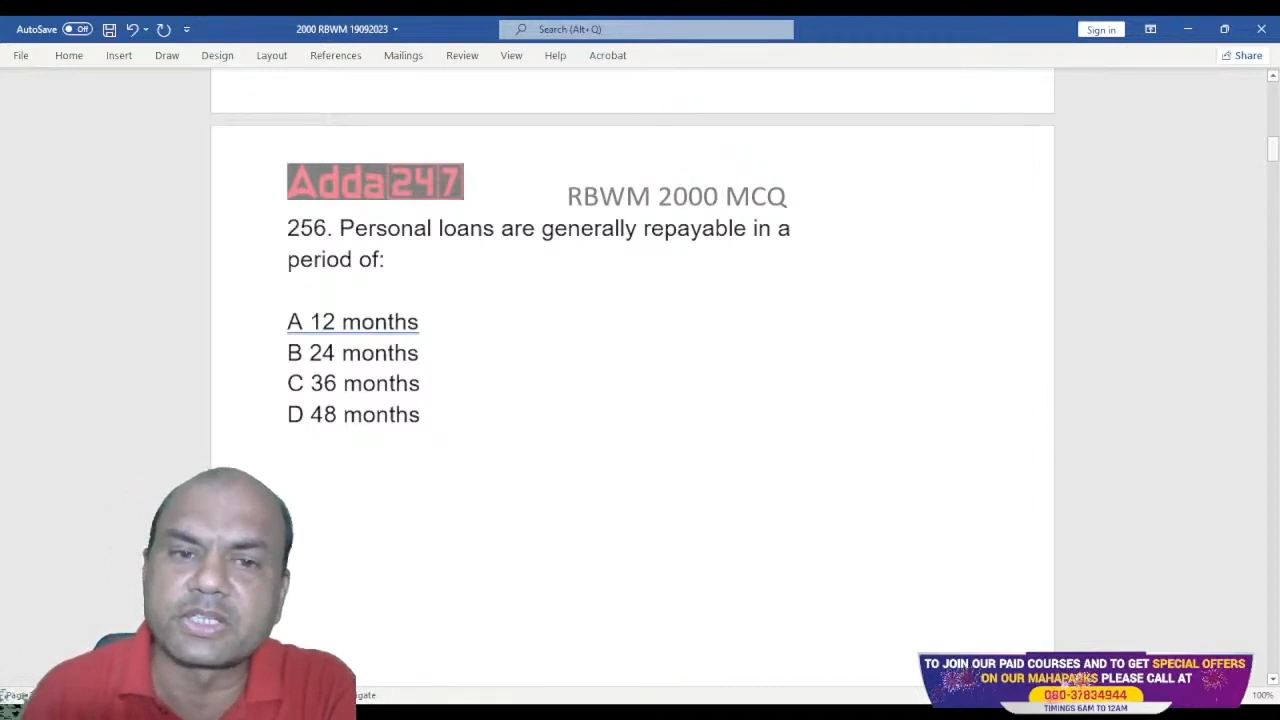 AutoSave Off 2000 RBWM 19092023 Search (Alt+Q) Sign in
File Home Insert Draw Design Layout References Mailings Review View Help Acrobat Share
Adda247
RBWM 2000 MCQ
256. Personal loans are generally repayable in a
period of:
A 12 months
B 24 months
C 36 months
D 48 months
TO JOIN OUR PAID COURSES AND TO GET SPECIAL OFFERS
ON OUR MAHAPACKS PLEASE CALL AT
080-37834944
TIMINGS 6AM TO 12AM
Page
100%